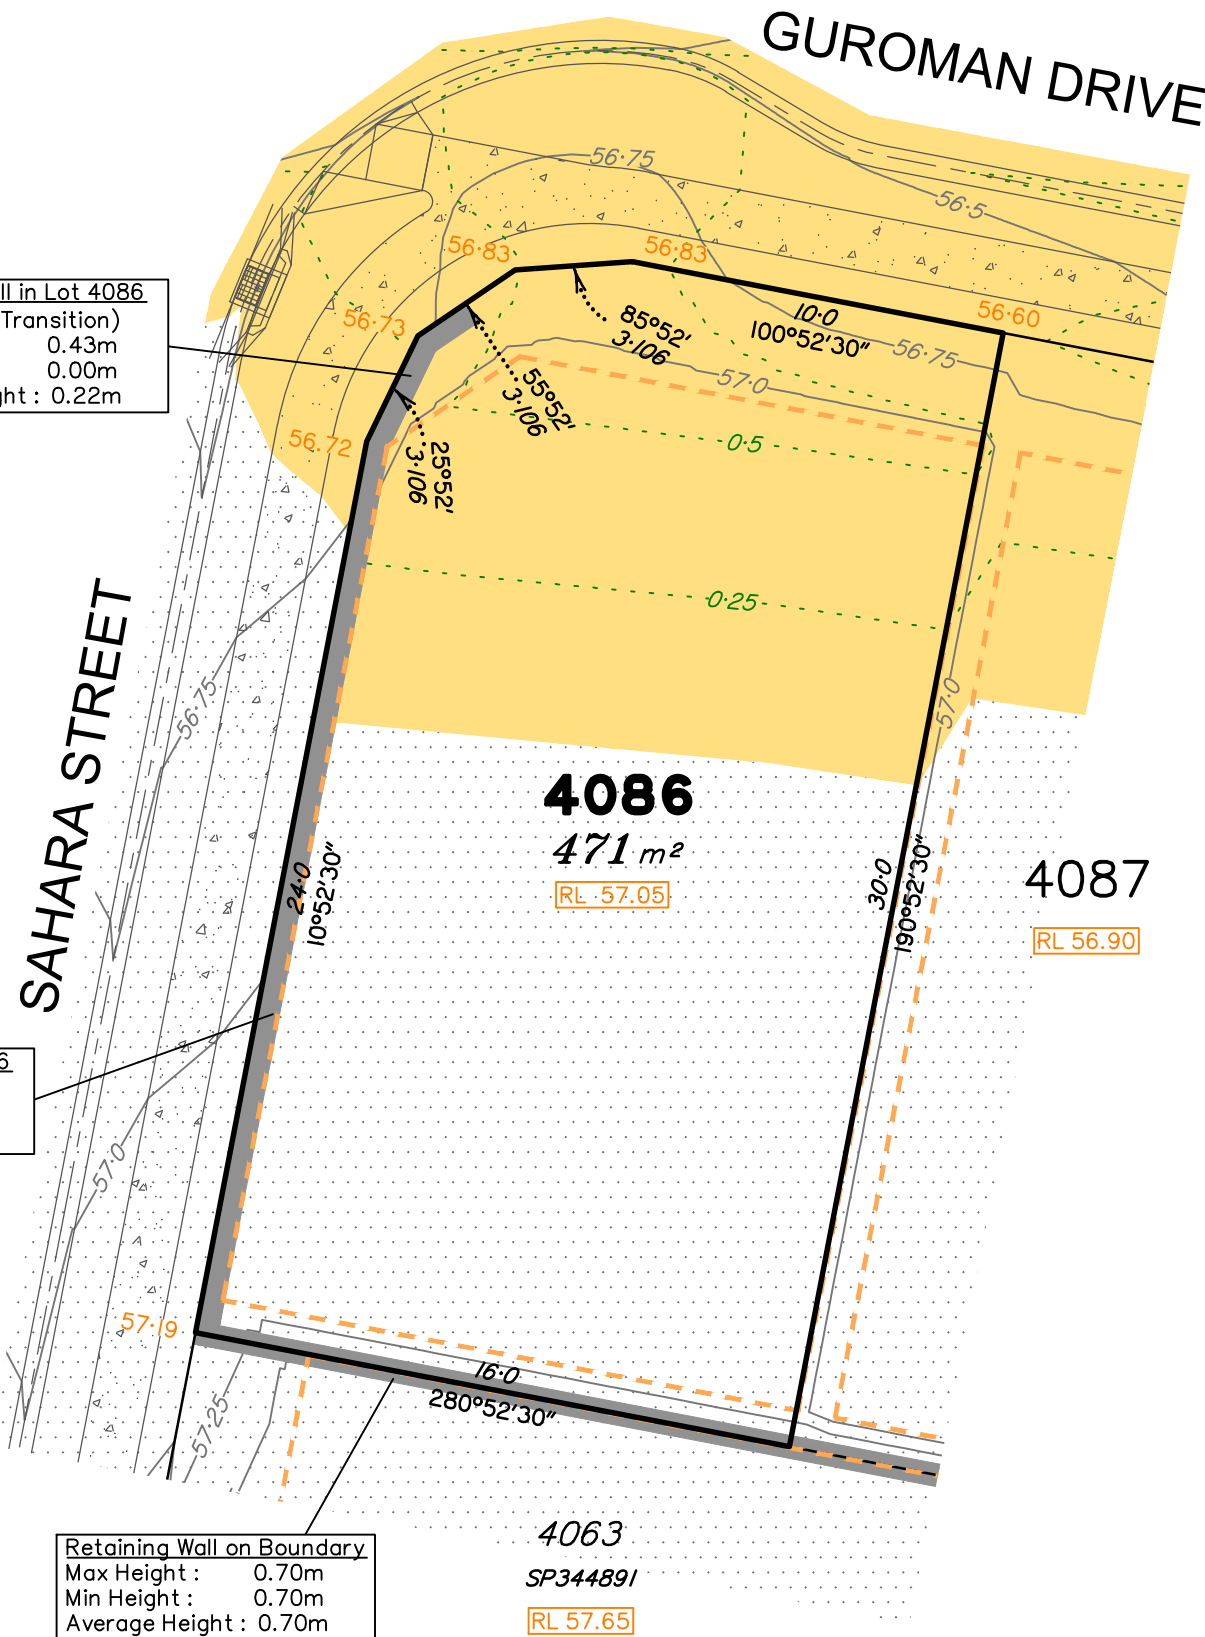 GUROMAN DRIVE
56·75
56·5
56·83
56·83
ll in Lot 4086
Transition)
0.43m
0.00m
ght : 0.22m
56·73
85°52'
3·106
10·0
100°52'30"
56·60
56·75
57·0
55°52'
3·106
56·72
25°52'
3·106
0·5
0·25
SAHARA STREET
56·75
57·0
4086
471 m²
RL 57.05
24·0
10°52'30"
30·0
190°52'30"
4087
RL 56.90
6
57·0
57·19
16·0
280°52'30"
57·25
Retaining Wall on Boundary
Max Height : 0.70m
Min Height : 0.70m
Average Height : 0.70m
4063
SP344891
RL 57.65